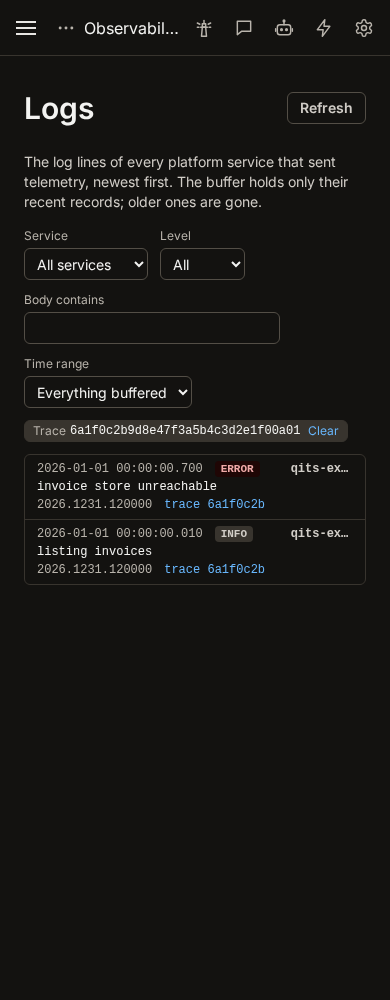 Observabil...
Logs
Refresh
The log lines of every platform service that sent
telemetry, newest first. The buffer holds only their
recent records; older ones are gone.
Service
Level
All services
All
Body contains
Time range
Everything buffered
Trace 6a1f0c2b9d8e47f3a5b4c3d2e1f00a01 Clear
2026-01-01 00:00:00.700 ERROR qits-ex…
invoice store unreachable
2026.1231.120000 trace 6a1f0c2b
2026-01-01 00:00:00.010 INFO qits-ex…
listing invoices
2026.1231.120000 trace 6a1f0c2b